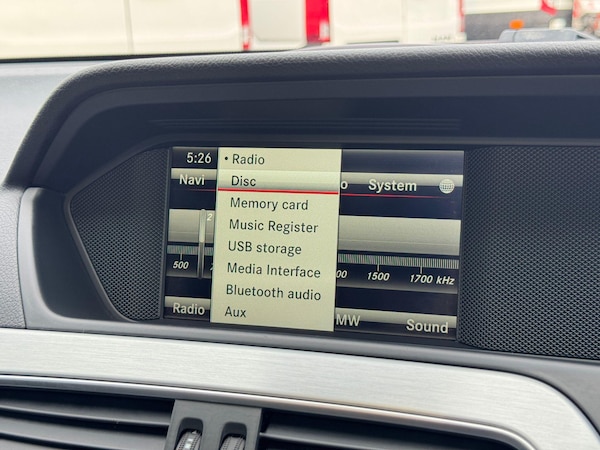 5:26
• Radio
Navi
Disc
o
System
Memory card
Music Register
USB storage
Media Interface
500
1500
1700 kHz
Bluetooth audio
Radio
Aux
MW
Sound